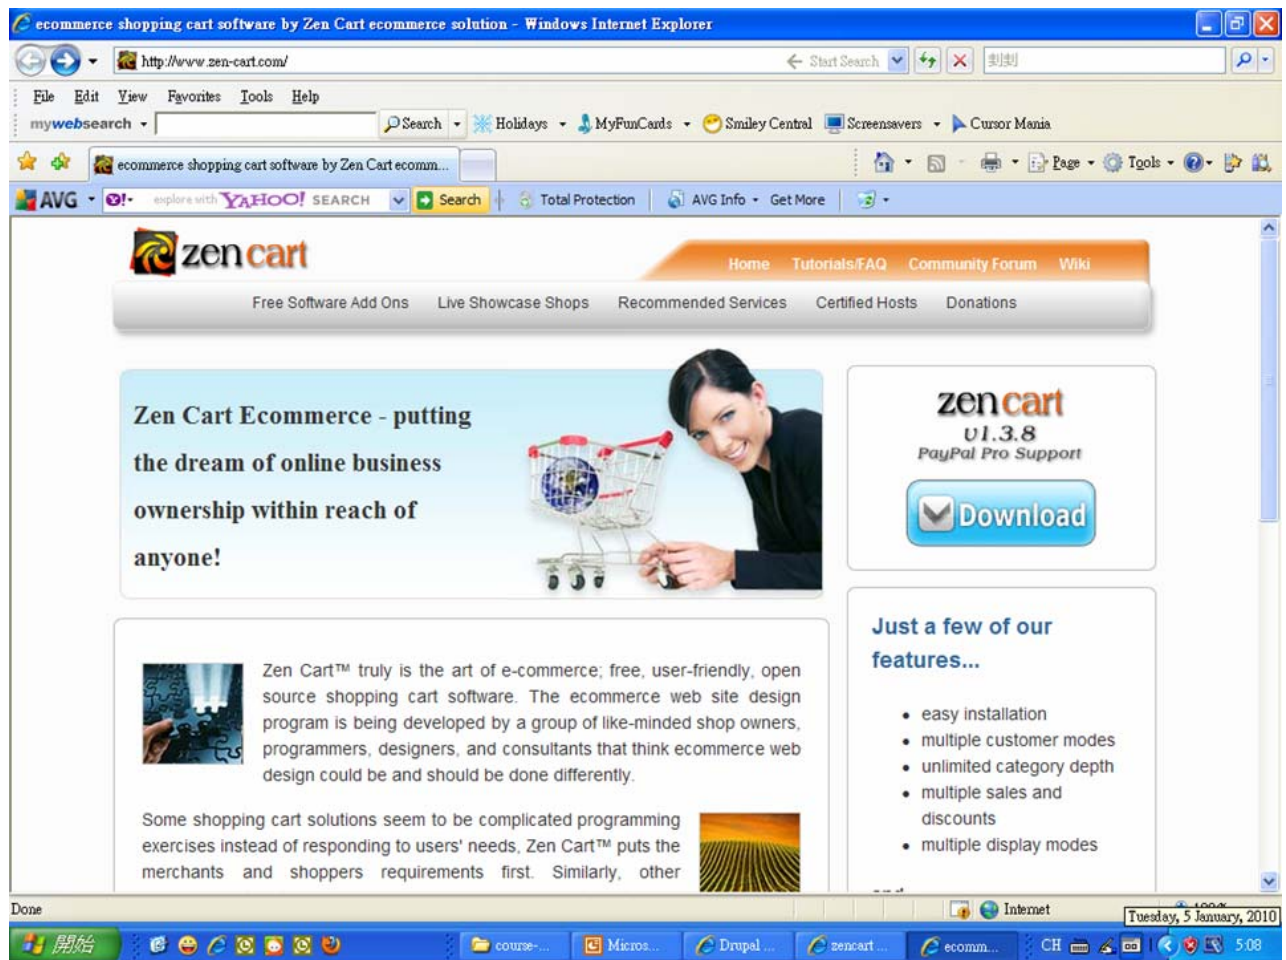 ecommerce shopping cart software by Zen Cart ecommerce solution - Windows Internet Explorer
http://www.zen-cart.com/
Start Search
File Edit View Favorites Tools Help
mywebsearch Search Holidays MyFunCards Smiley Central Screensavers Cursor Mania
ecommerce shopping cart software by Zen Cart ecomm...
Page Tools
AVG Y! explore with YAHOO! SEARCH Search Total Protection AVG Info Get More
zen cart
Home Tutorials/FAQ Community Forum Wiki
Free Software Add Ons Live Showcase Shops Recommended Services Certified Hosts Donations
Zen Cart Ecommerce - putting
the dream of online business
ownership within reach of
anyone!
zen cart
v1.3.8
PayPal Pro Support
Download
Zen Cart™ truly is the art of e-commerce; free, user-friendly, open
source shopping cart software. The ecommerce web site design
program is being developed by a group of like-minded shop owners,
programmers, designers, and consultants that think ecommerce web
design could be and should be done differently.
Some shopping cart solutions seem to be complicated programming
exercises instead of responding to users' needs, Zen Cart™ puts the
merchants and shoppers requirements first. Similarly, other
Just a few of our
features...
• easy installation
• multiple customer modes
• unlimited category depth
• multiple sales and
discounts
• multiple display modes
Done
Internet
Tuesday, 5 January, 2010
開始 course-... Micros... Drupal ... zencart ... ecomm... CH 5:08